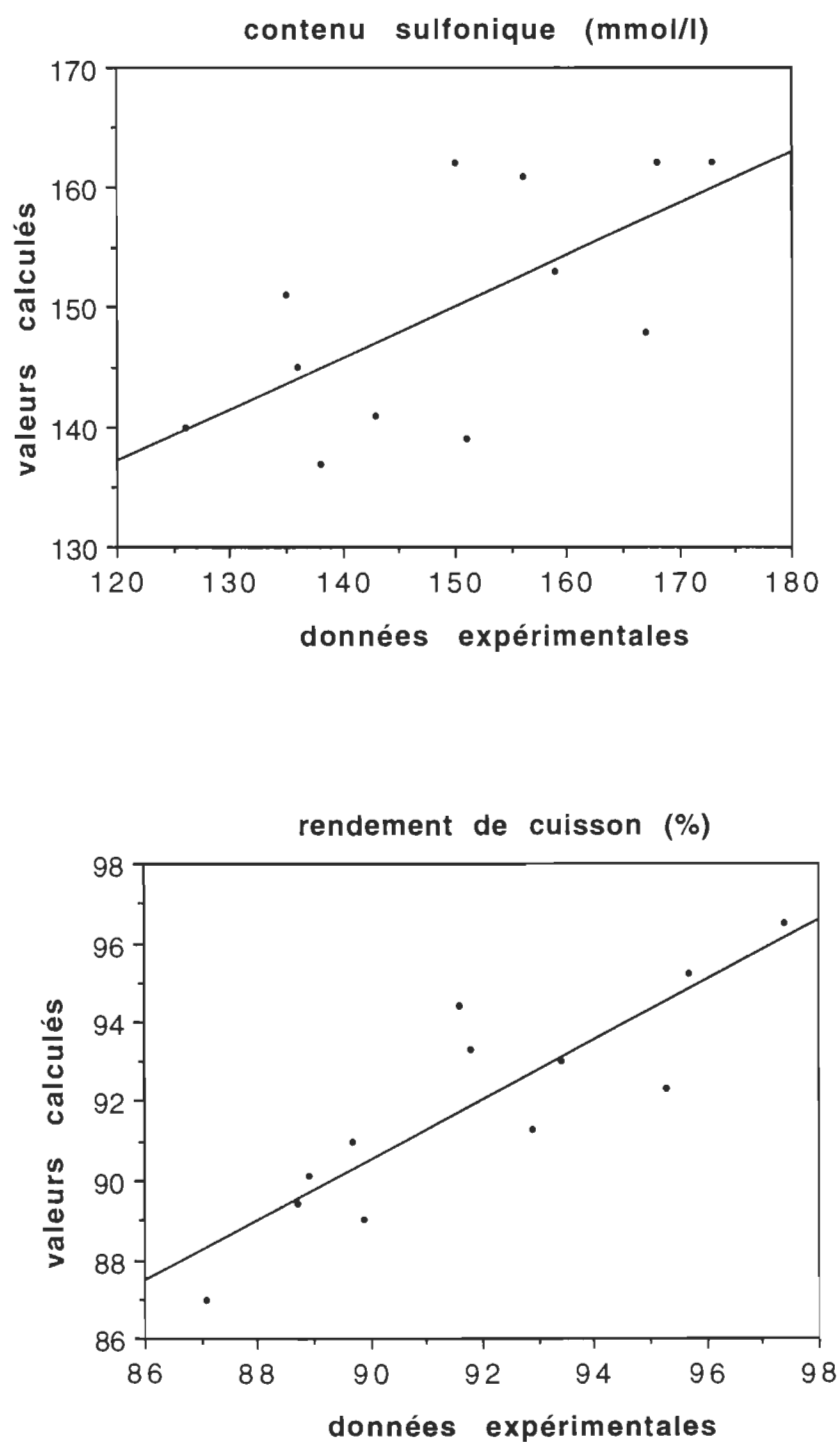 contenu sulfonique (mmol/l)
170
160
150
140
130
valeurs calculés
120 130 140 150 160 170 180
données expérimentales
rendement de cuisson (%)
98
96
94
92
90
88
86
valeurs calculés
86 88 90 92 94 96 98
données expérimentales